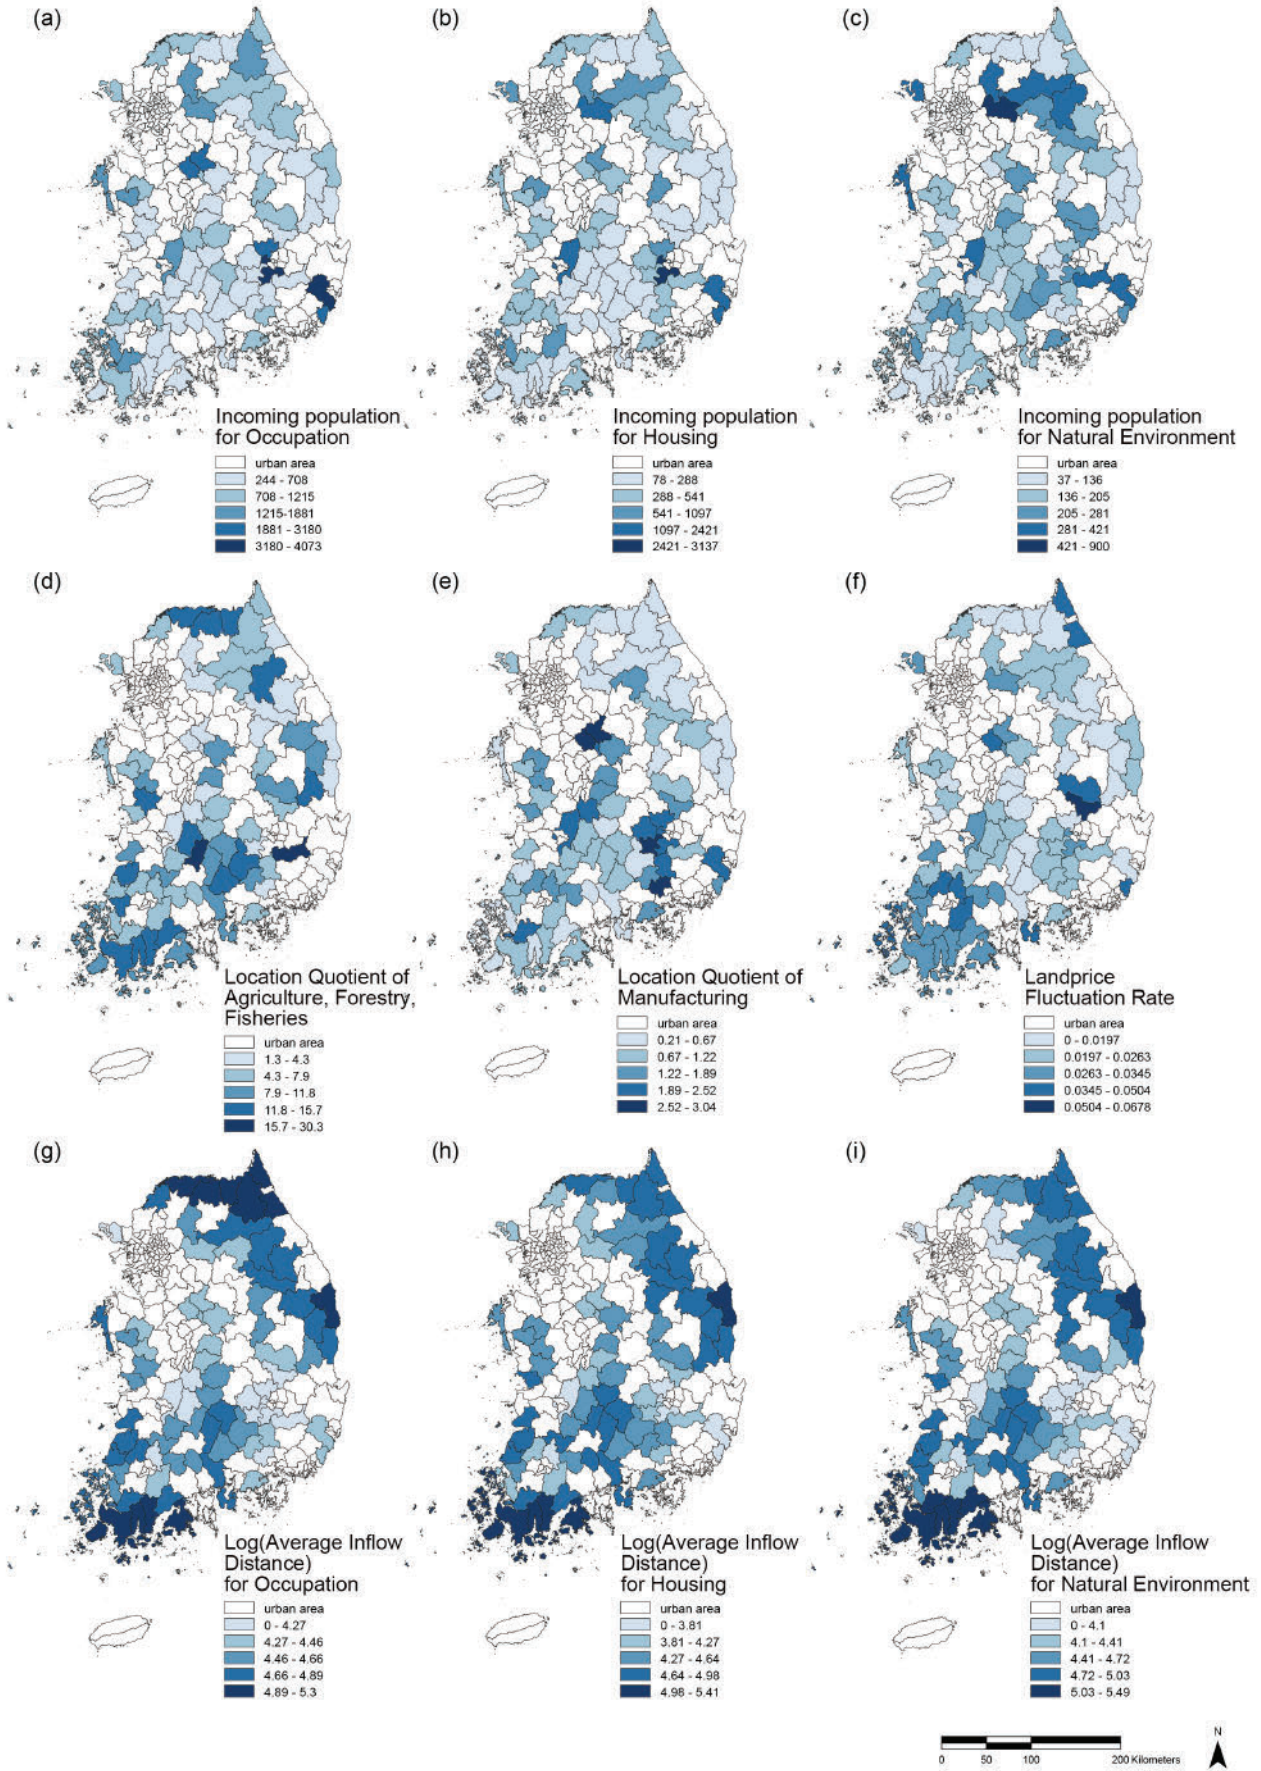 (a)
(b)
(c)
Incoming population
for Occupation
urban area
244 - 708
708 - 1215
1215-1881
1881 - 3180
3180 - 4073
Incoming population
for Housing
urban area
78 - 288
288 - 541
541 - 1097
1097 - 2421
2421 - 3137
Incoming population
for Natural Environment
urban area
37 - 136
136 - 205
205 - 281
281 - 421
421 - 900
(d)
(e)
(f)
Location Quotient of
Agriculture, Forestry,
Fisheries
urban area
1.3 - 4.3
4.3 - 7.9
7.9 - 11.8
11.8 - 15.7
15.7 - 30.3
Location Quotient of
Manufacturing
urban area
0.21 - 0.67
0.67 - 1.22
1.22 - 1.89
1.89 - 2.52
2.52 - 3.04
Landprice
Fluctuation Rate
urban area
0 - 0.0197
0.0197 - 0.0263
0.0263 - 0.0345
0.0345 - 0.0504
0.0504 - 0.0678
(g)
(h)
(i)
Log(Average Inflow
Distance)
for Occupation
urban area
0 - 4.27
4.27 - 4.46
4.46 - 4.66
4.66 - 4.89
4.89 - 5.3
Log(Average Inflow
Distance)
for Housing
urban area
0 - 3.81
3.81 - 4.27
4.27 - 4.64
4.64 - 4.98
4.98 - 5.41
Log(Average Inflow
Distance)
for Natural Environment
urban area
0 - 4.1
4.1 - 4.41
4.41 - 4.72
4.72 - 5.03
5.03 - 5.49
N
0 50 100 200 Kilometers